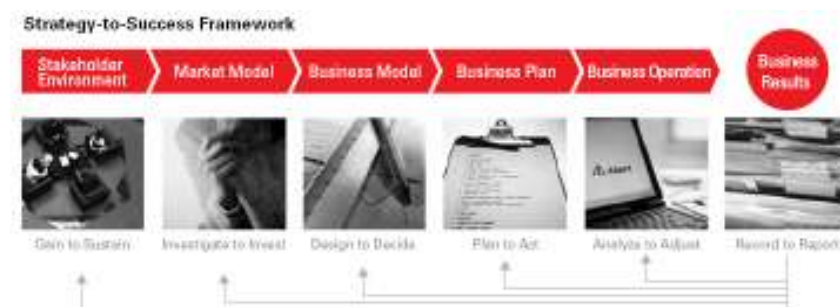 Strategy-to-Success Framework
Stakeholder
Environment
Market Model
Business Model
Business Plan
Business Operation
Business
Results
Alert
Gain to Sustain
Investigate to Invest
Design to Decide
Plan to Act
Analyze to Adjust
Record to Report